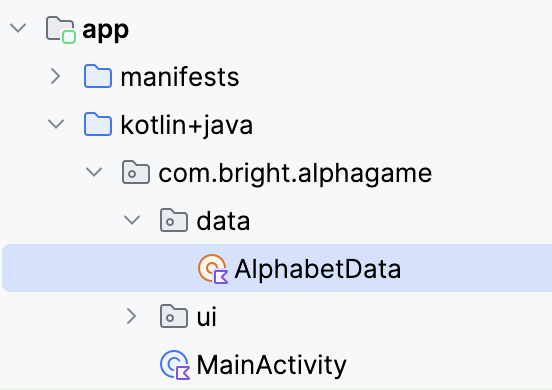 app
manifests
kotlin+java
com.bright.alphagame
data
AlphabetData
ui
MainActivity